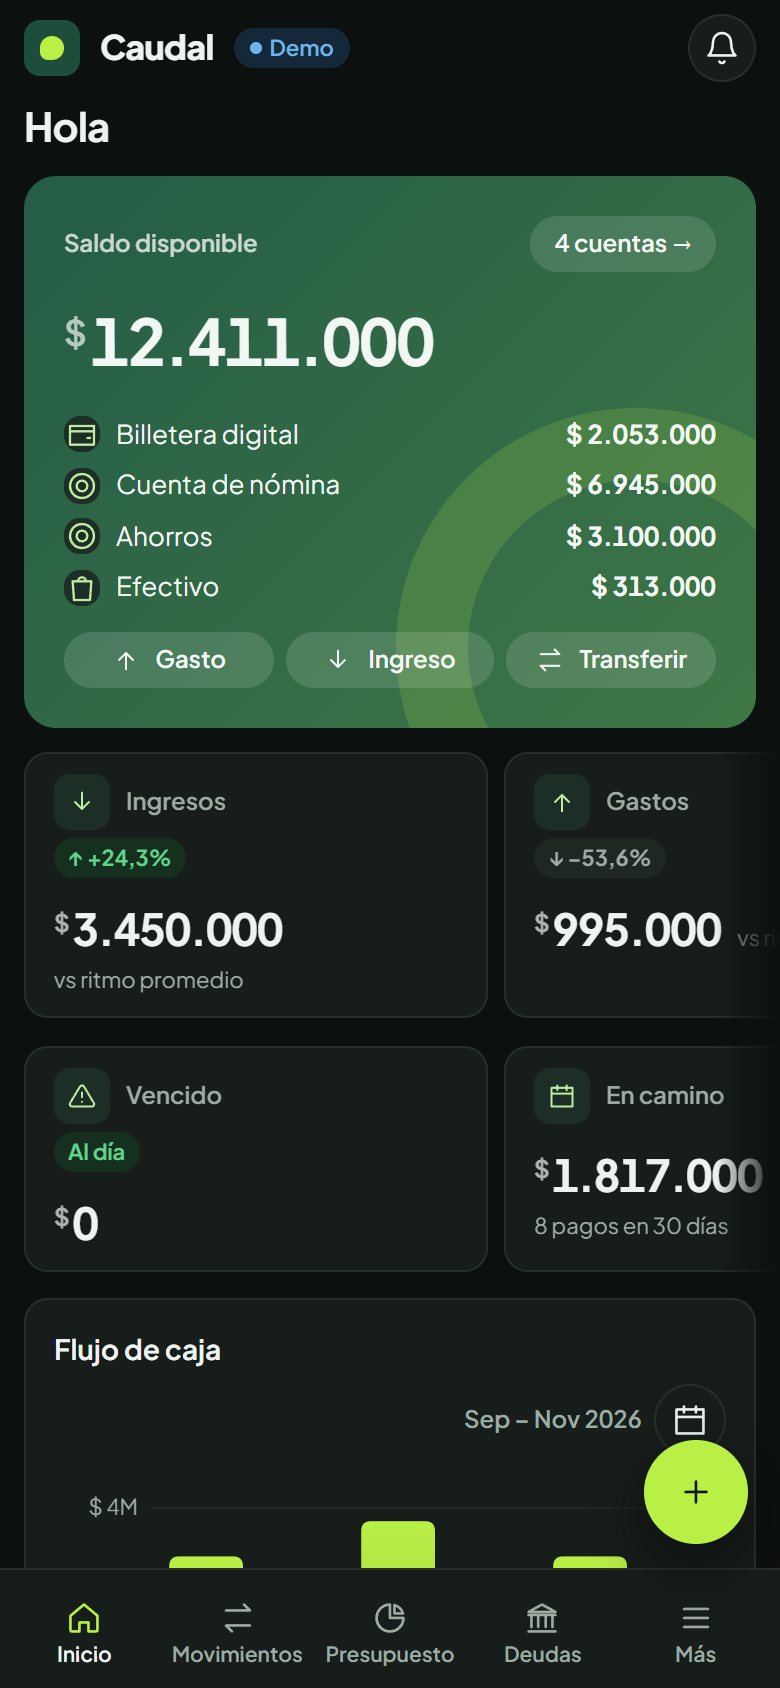 Caudal
Demo
Hola
Saldo disponible
4 cuentas →
$12.411.000
Billetera digital $ 2.053.000
Cuenta de nómina $ 6.945.000
Ahorros $ 3.100.000
Efectivo $ 313.000
↑ Gasto ↓ Ingreso Transferir
Ingresos
↑ +24,3%
$3.450.000
vs ritmo promedio
Gastos
↓ −53,6%
$995.000 vs
Vencido
Al día
$0
En camino
$1.817.000
8 pagos en 30 días
Flujo de caja
Sep – Nov 2026
$ 4M
+
Inicio Movimientos Presupuesto Deudas Más